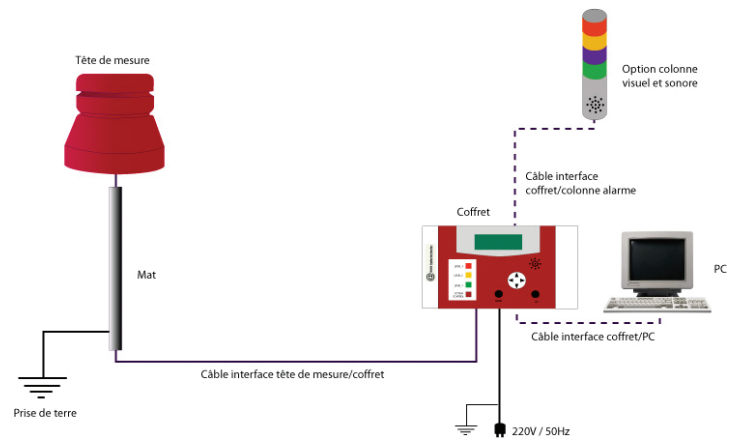 Tête de mesure
Option colonne
visuel et sonore
Câble interface
coffret/colonne alarme
Coffret
Mat
PC
Câble interface coffret/PC
Câble interface tête de mesure/coffret
Prise de terre
220V / 50Hz